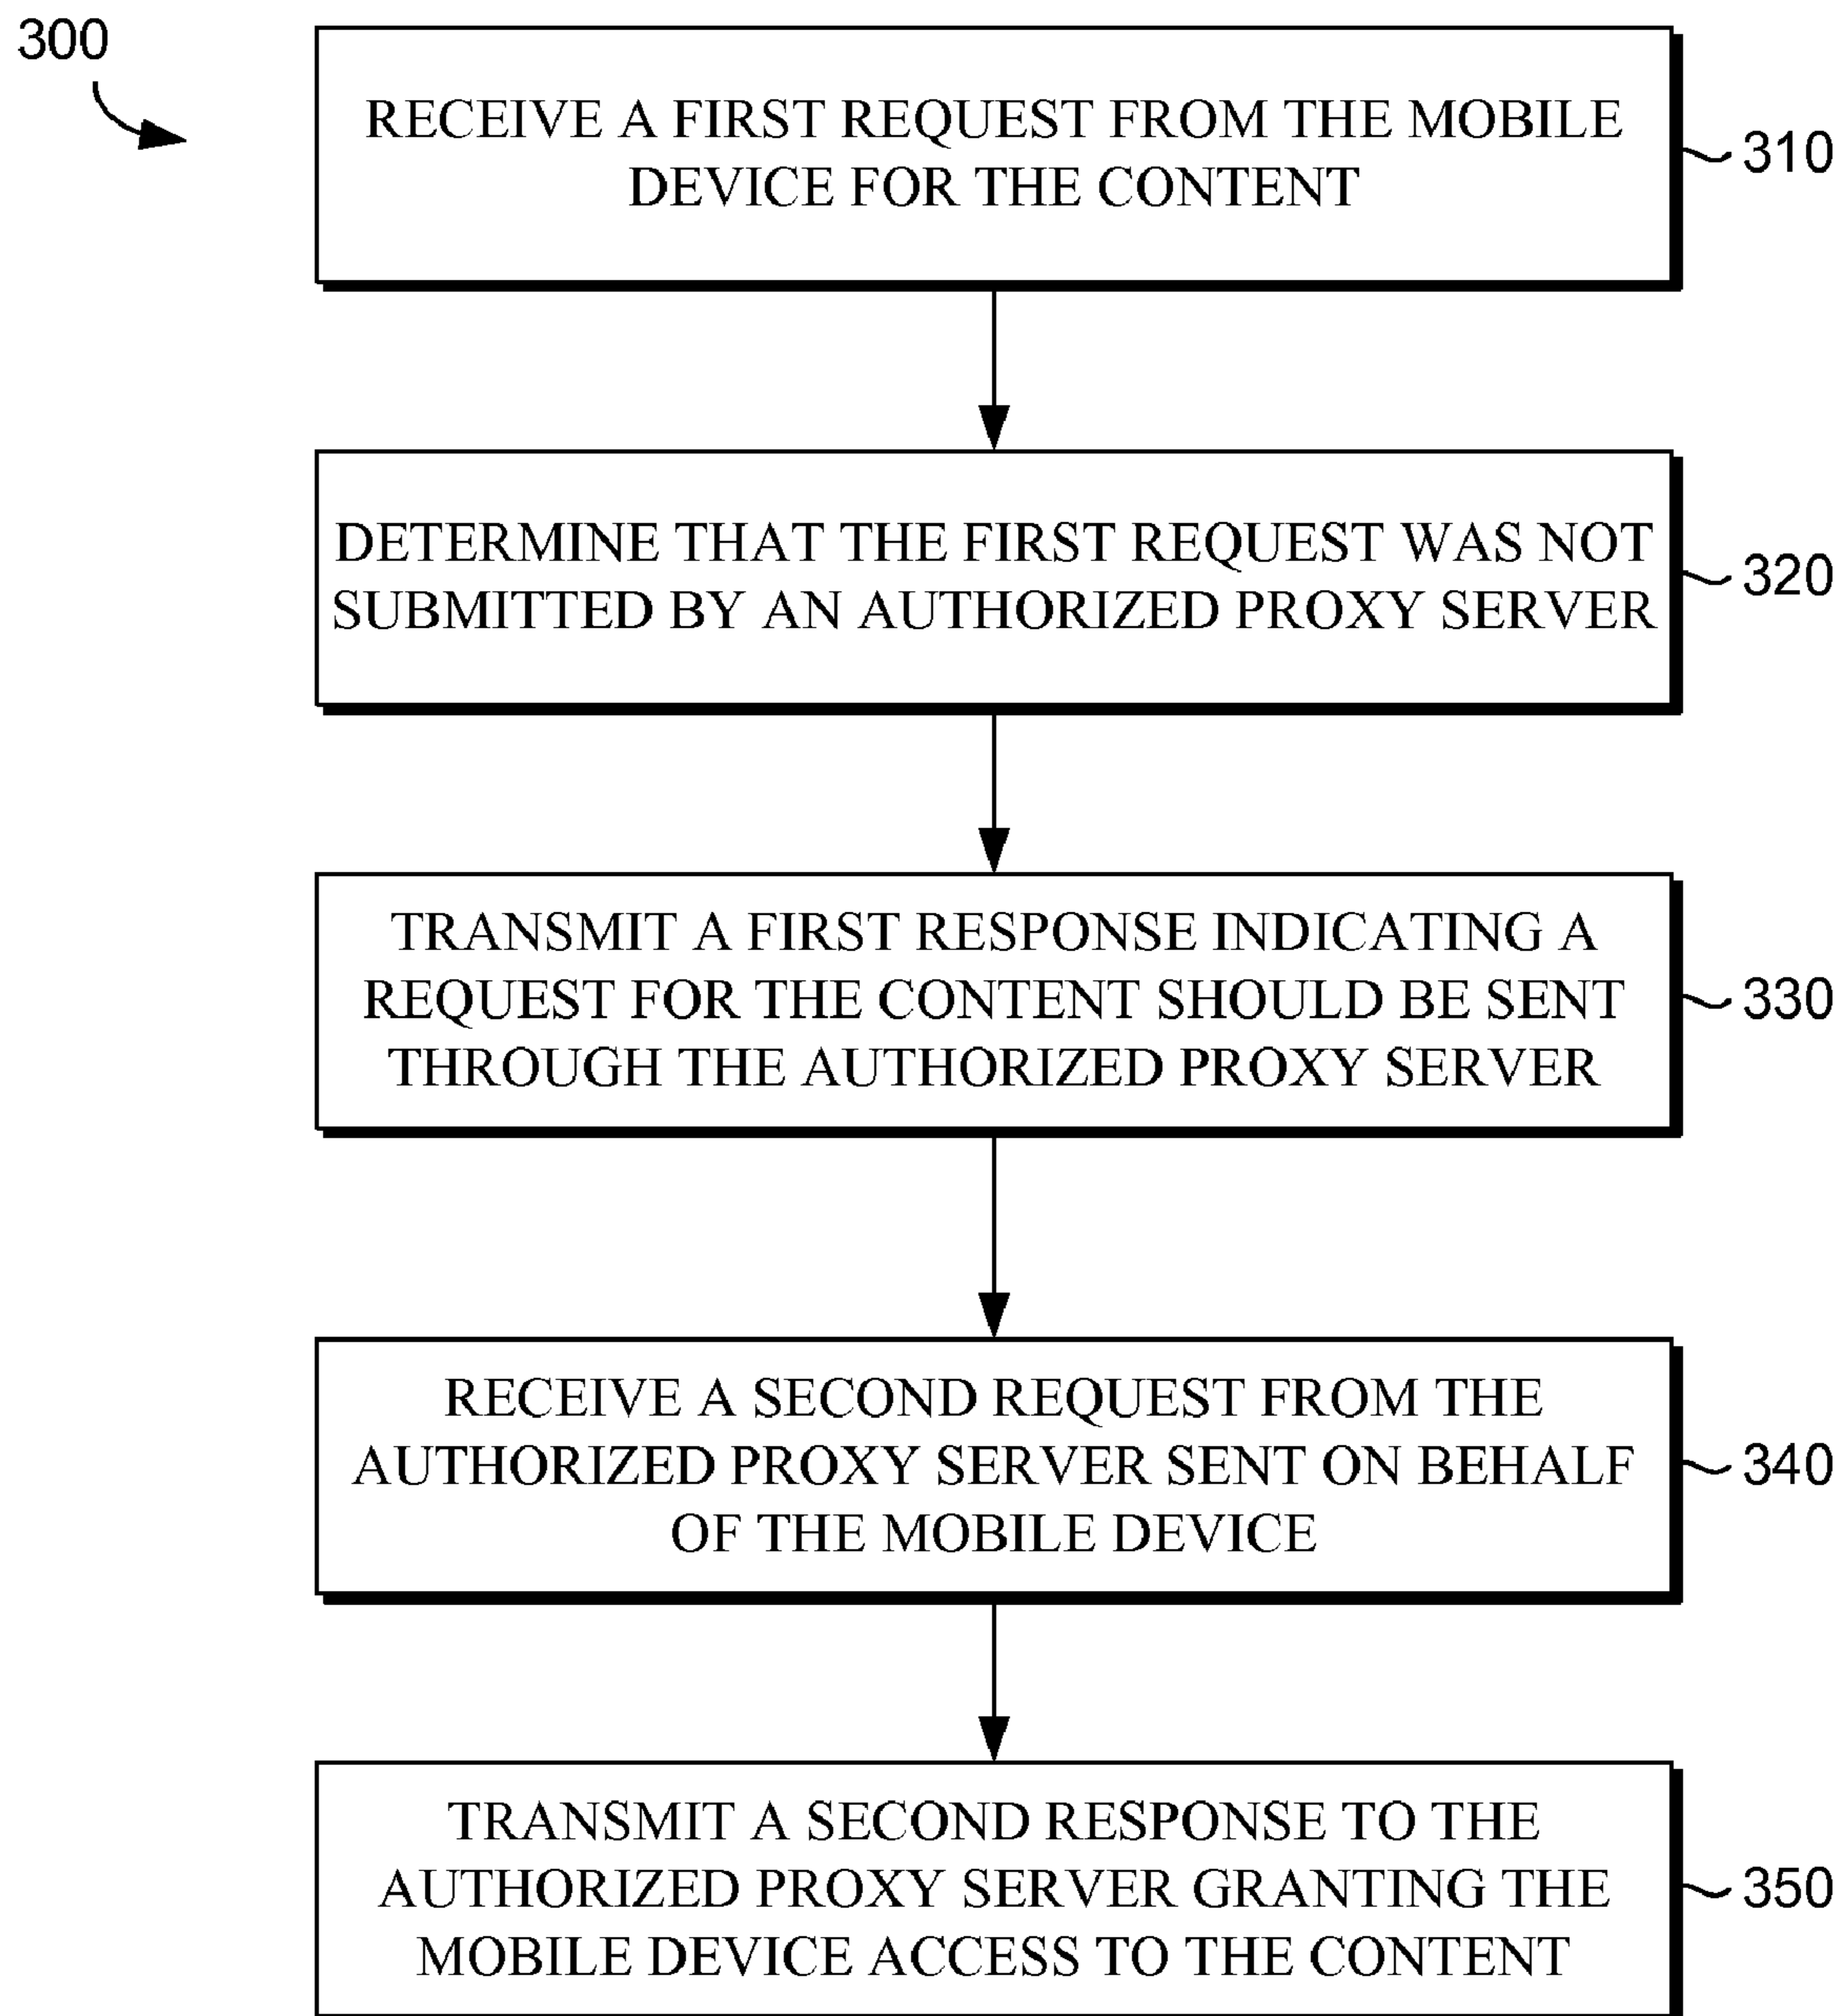 300
RECEIVE A FIRST REQUEST FROM THE MOBILE
DEVICE FOR THE CONTENT
310
DETERMINE THAT THE FIRST REQUEST WAS NOT
SUBMITTED BY AN AUTHORIZED PROXY SERVER
320
TRANSMIT A FIRST RESPONSE INDICATING A
REQUEST FOR THE CONTENT SHOULD BE SENT
THROUGH THE AUTHORIZED PROXY SERVER
330
RECEIVE A SECOND REQUEST FROM THE
AUTHORIZED PROXY SERVER SENT ON BEHALF
OF THE MOBILE DEVICE
340
TRANSMIT A SECOND RESPONSE TO THE
AUTHORIZED PROXY SERVER GRANTING THE
MOBILE DEVICE ACCESS TO THE CONTENT
350